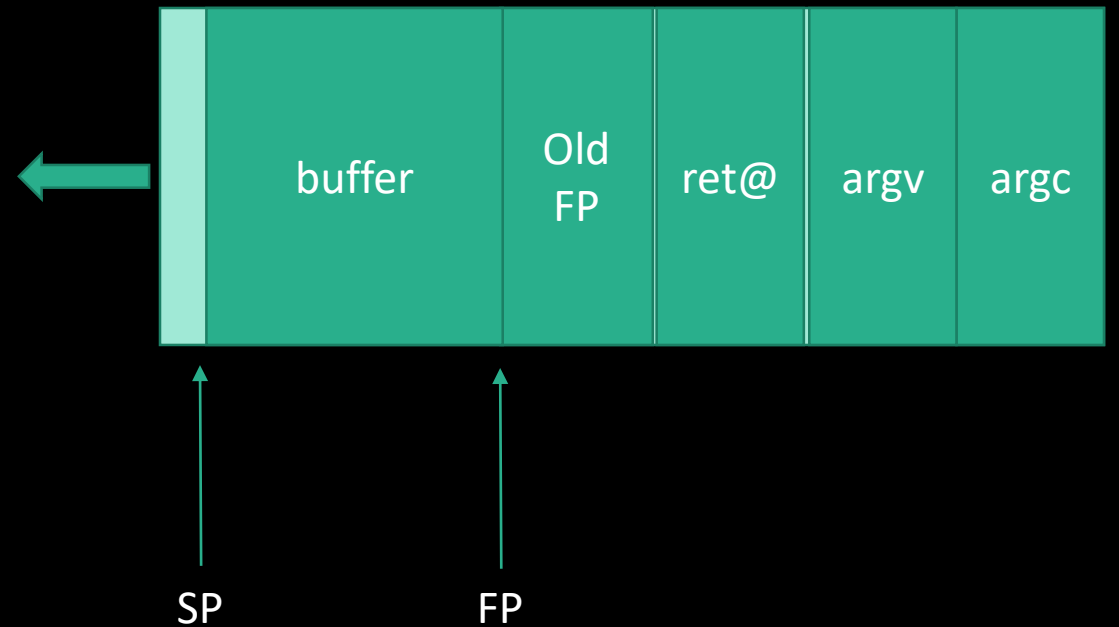 buffer
Old
FP
ret@
argv
argc
SP
FP